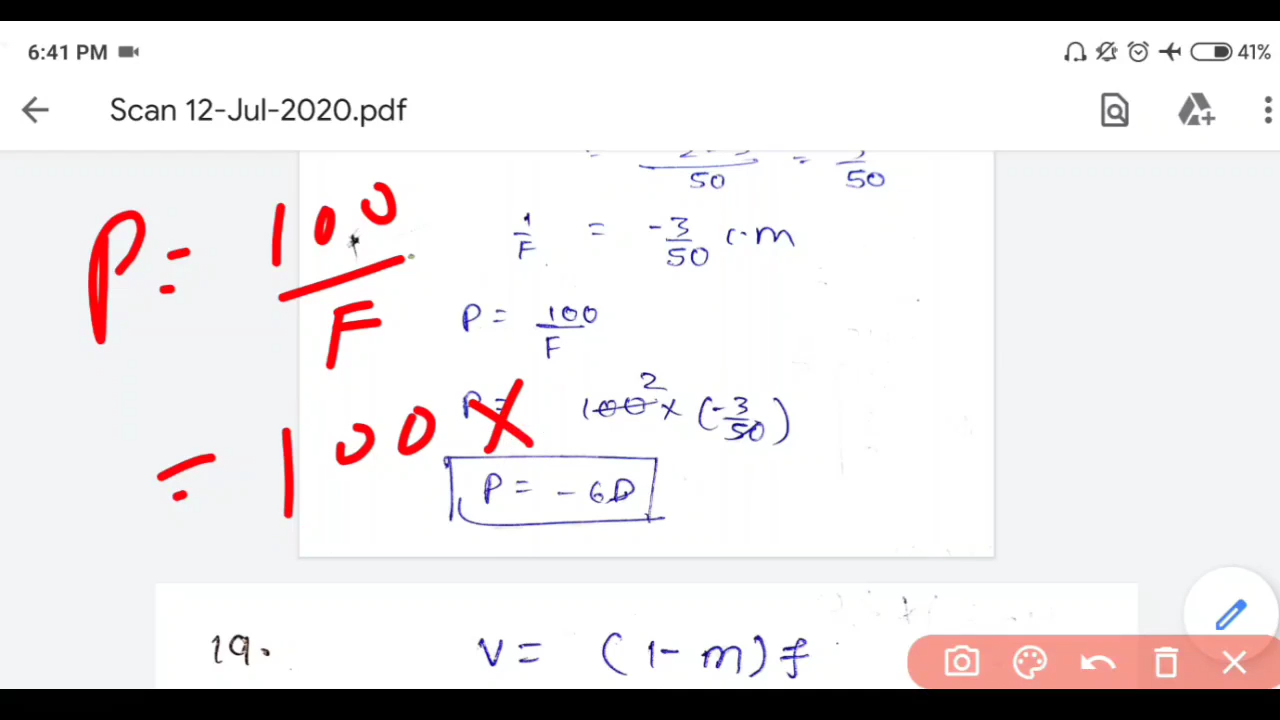 6:41 PM 41%
Scan 12-Jul-2020.pdf
= 50 = 50
1/F = -3/50 c.m
P = 100/F
P = 100/F
P = 100 2 x (-3/50)
= 100 X
P = - 6D
19. v = (1- m) f